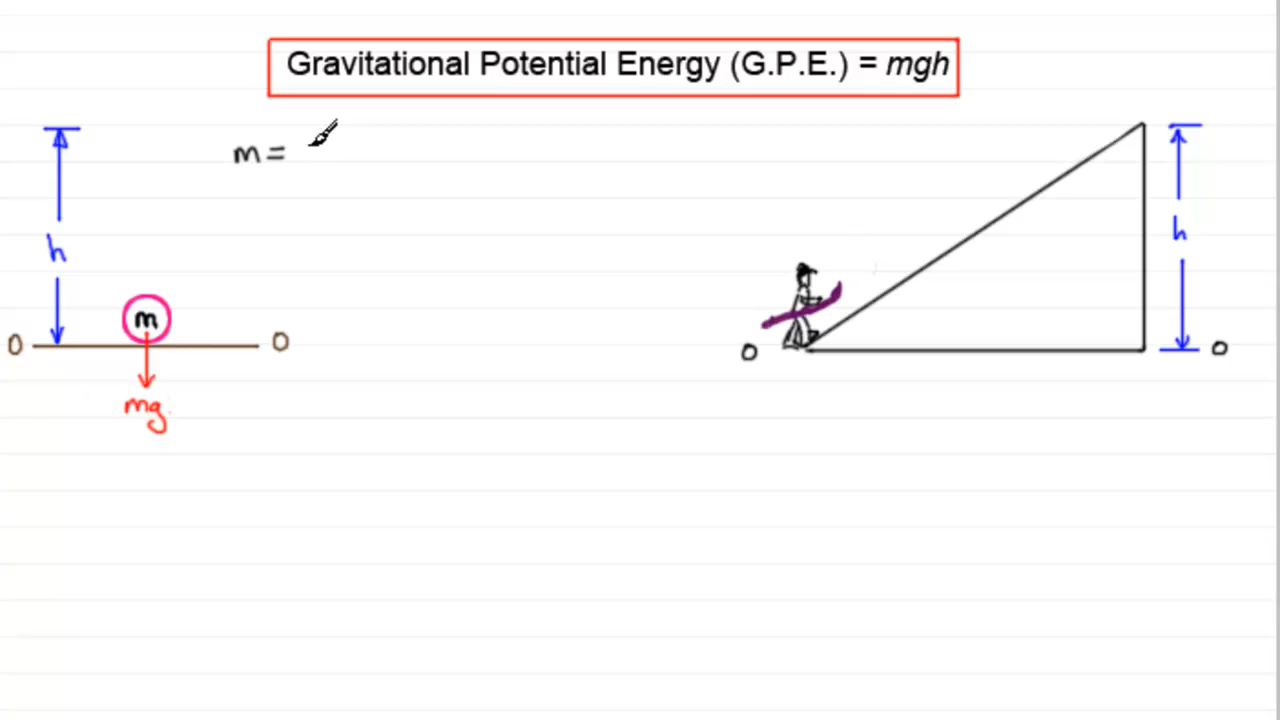 Gravitational Potential Energy (G.P.E.) = mgh
m =
h
m
0 0
mg
h
0 0